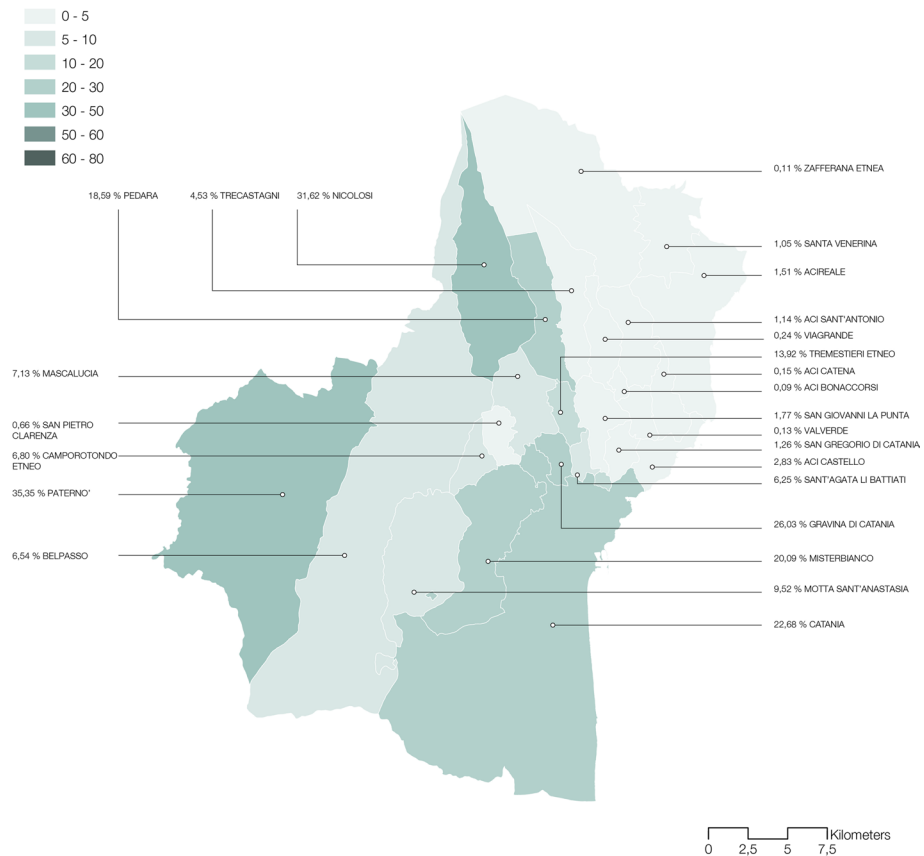 0 - 5
5 - 10
10 - 20
20 - 30
30 - 50
50 - 60
60 - 80
18,59 % PEDARA
4,53 % TRECASTAGNI
31,62 % NICOLOSI
7,13 % MASCALUCIA
0,66 % SAN PIETRO
CLARENZA
6,80 % CAMPOROTONDO
ETNEO
35,35 % PATERNO'
6,54 % BELPASSO
0,11 % ZAFFERANA ETNEA
1,05 % SANTA VENERINA
1,51 % ACIREALE
1,14 % ACI SANT'ANTONIO
0,24 % VIAGRANDE
13,92 % TREMESTIERI ETNEO
0,15 % ACI CATENA
0,09 % ACI BONACCORSI
1,77 % SAN GIOVANNI LA PUNTA
0,13 % VALVERDE
1,26 % SAN GREGORIO DI CATANIA
2,83 % ACI CASTELLO
6,25 % SANT'AGATA LI BATTIATI
26,03 % GRAVINA DI CATANIA
20,09 % MISTERBIANCO
9,52 % MOTTA SANT'ANASTASIA
22,68 % CATANIA
Kilometers
0 2,5 5 7,5